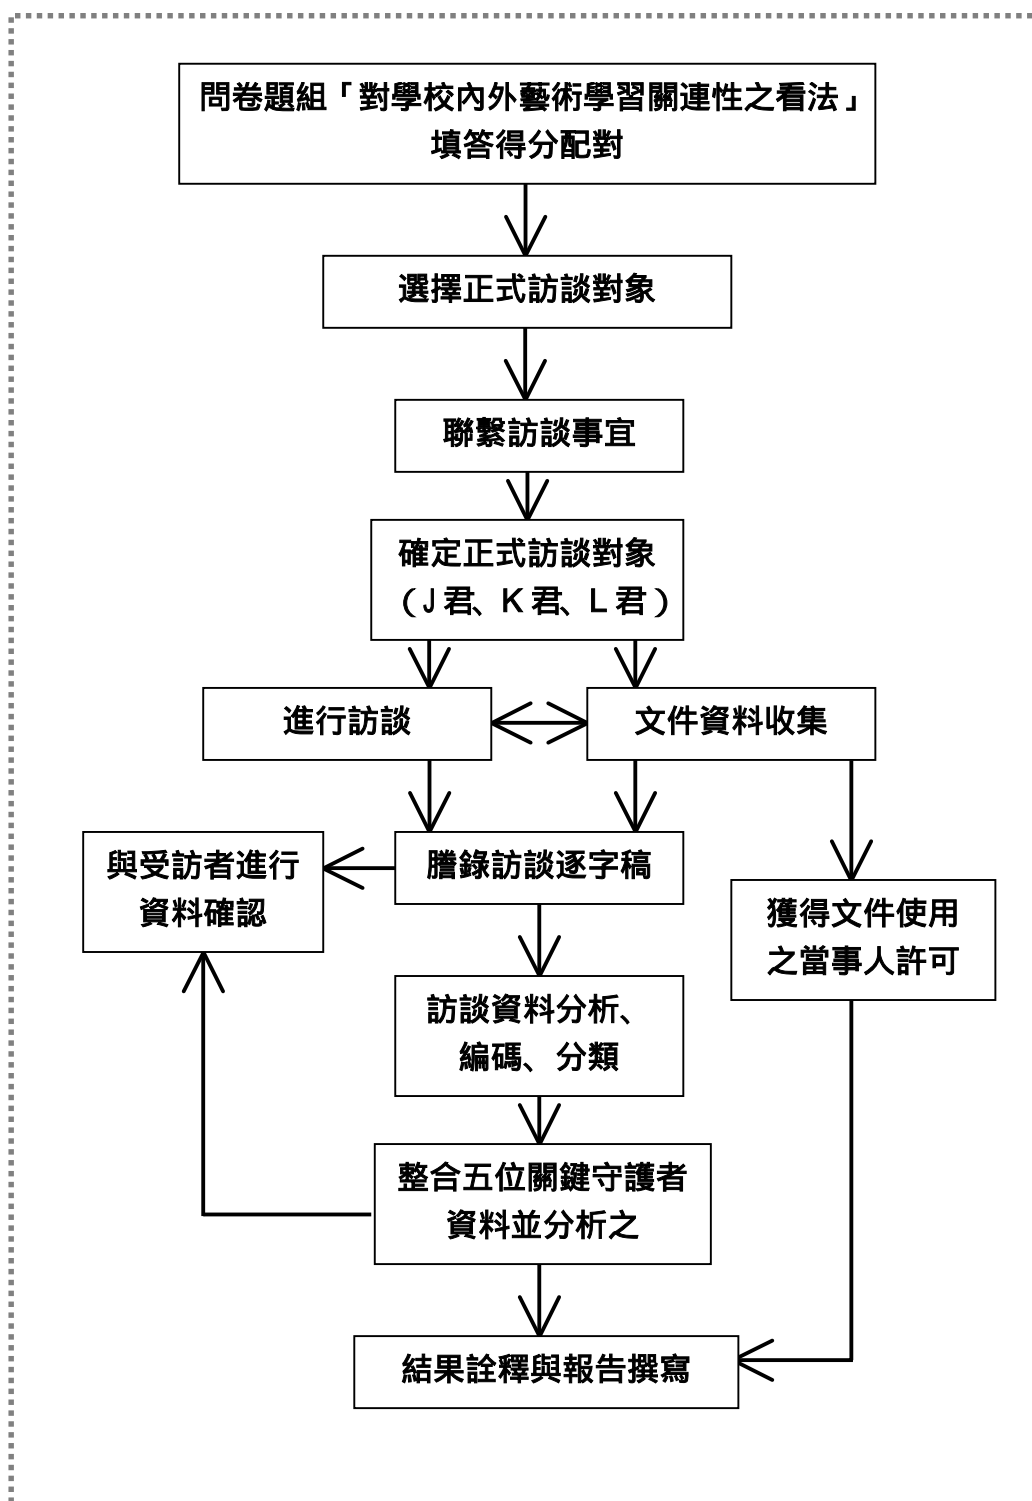 問卷題組「對學校內外藝術學習關連性之看法」
填答得分配對
選擇正式訪談對象
聯繫訪談事宜
確定正式訪談對象
（J 君、K 君、L 君）
進行訪談
文件資料收集
與受訪者進行
資料確認
謄錄訪談逐字稿
獲得文件使用
之當事人許可
訪談資料分析、
編碼、分類
整合五位關鍵守護者
資料並分析之
結果詮釋與報告撰寫